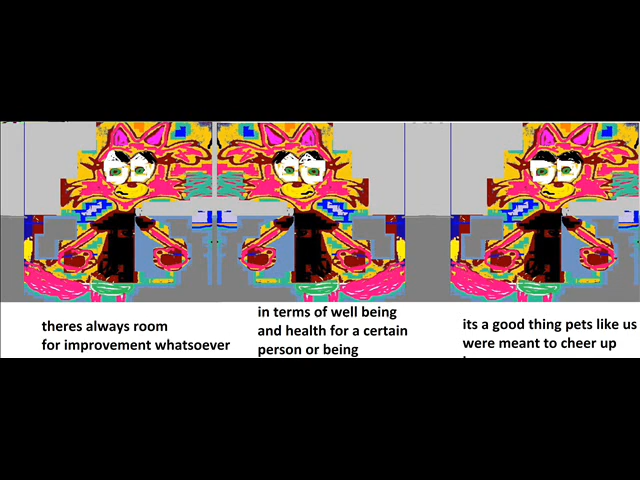 theres always room
for improvement whatsoever
in terms of well being
and health for a certain
person or being
its a good thing pets like us
were meant to cheer up